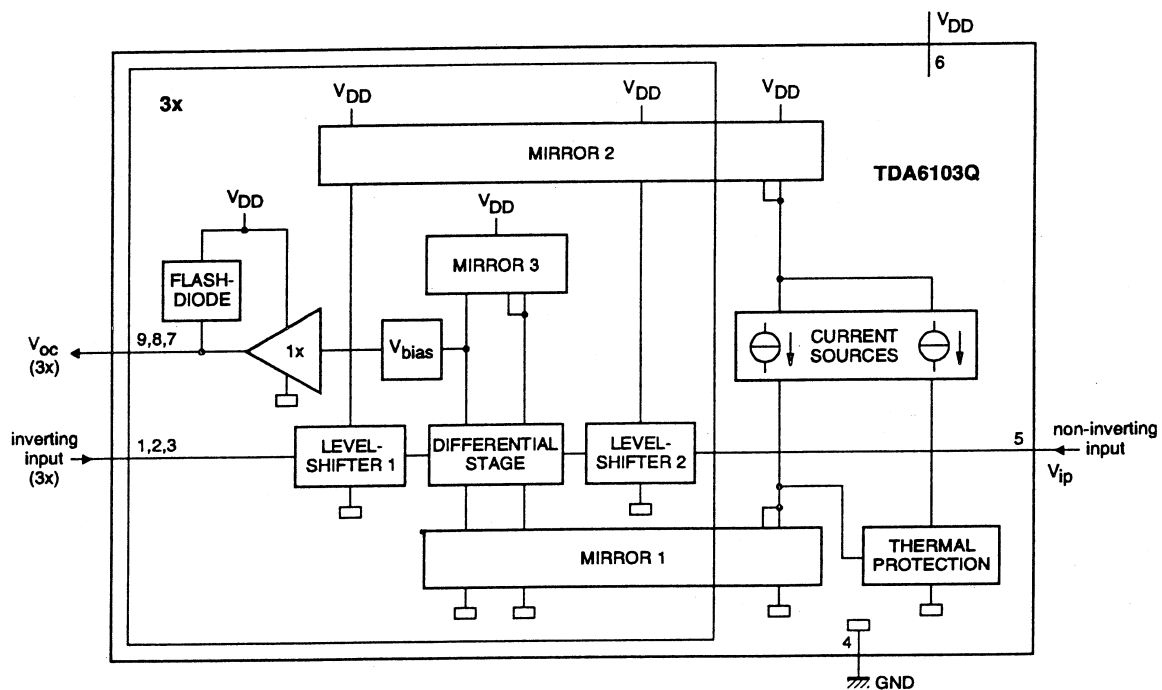 VDD
6
3x
VDD
VDD
VDD
MIRROR 2
TDA6103Q
VDD
VDD
MIRROR 3
FLASH-
DIODE
CURRENT
SOURCES
9,8,7
Voc
(3x)
1x
Vbias
inverting
input
(3x)
1,2,3
LEVEL-
SHIFTER 1
DIFFERENTIAL
STAGE
LEVEL-
SHIFTER 2
5
non-inverting
input
Vip
MIRROR 1
THERMAL
PROTECTION
4
GND